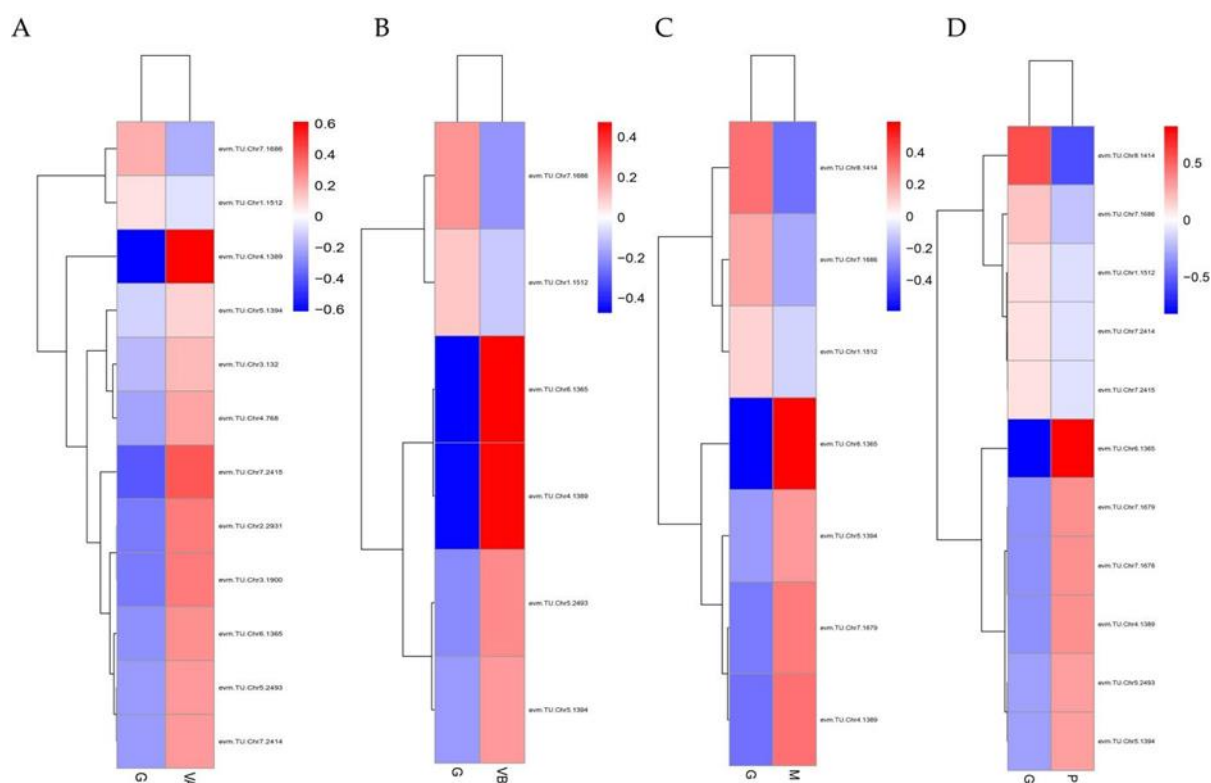 A
B
C
D
0.6
0.4
0.2
0
−0.2
−0.4
−0.6
evm.TU.Chr7.1686
evm.TU.Chr1.1512
evm.TU.Chr4.1389
evm.TU.Chr5.1394
evm.TU.Chr3.132
evm.TU.Chr4.768
evm.TU.Chr7.2415
evm.TU.Chr2.2931
evm.TU.Chr3.1900
evm.TU.Chr6.1365
evm.TU.Chr5.2493
evm.TU.Chr7.2414
G
0.4
0.2
0
−0.2
−0.4
evm.TU.Chr7.1686
evm.TU.Chr1.1512
evm.TU.Chr6.1365
evm.TU.Chr4.1389
evm.TU.Chr5.2493
evm.TU.Chr5.1394
G
VB
0.4
0.2
0
−0.2
−0.4
evm.TU.Chr8.1414
evm.TU.Chr7.1686
evm.TU.Chr1.1512
evm.TU.Chr6.1365
evm.TU.Chr5.1394
evm.TU.Chr7.1679
evm.TU.Chr4.1389
G
M
0.5
0
−0.5
evm.TU.Chr8.1414
evm.TU.Chr7.1686
evm.TU.Chr1.1512
evm.TU.Chr7.2414
evm.TU.Chr7.2415
evm.TU.Chr6.1365
evm.TU.Chr7.1679
evm.TU.Chr7.1678
evm.TU.Chr4.1389
evm.TU.Chr5.2493
evm.TU.Chr5.1394
G
P